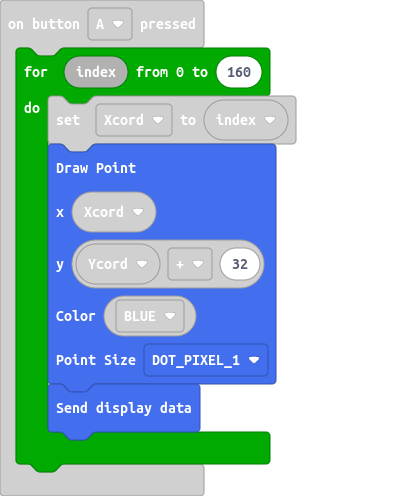 on button A pressed
for index from 0 to 160
do
set Xcord to index
Draw Point
x Xcord
y Ycord + 32
Color BLUE
Point Size DOT_PIXEL_1
Send display data